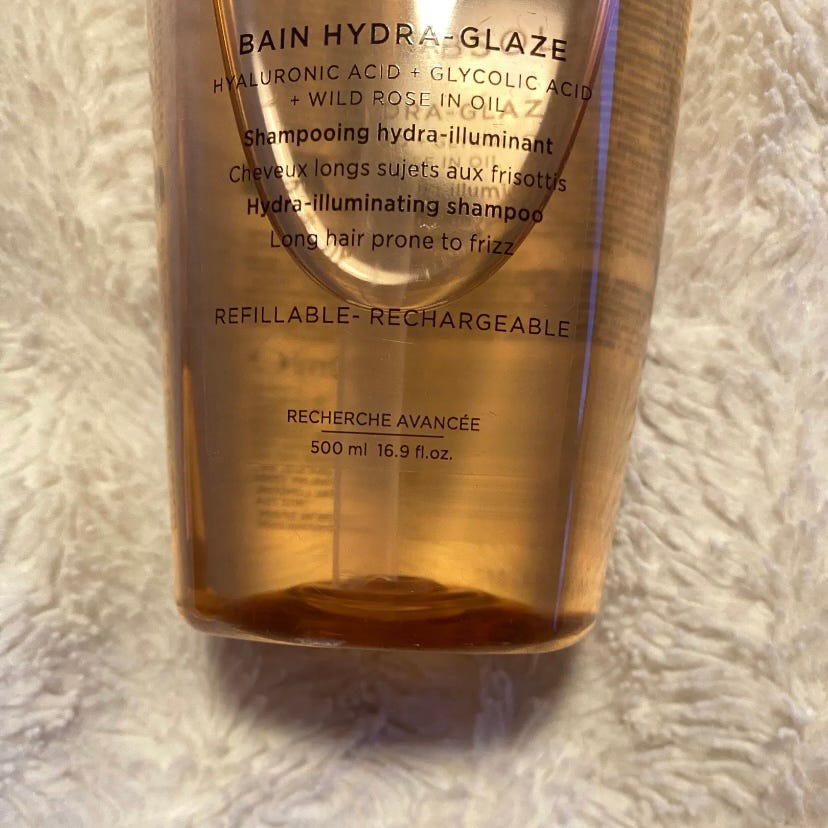 BAIN HYDRA-GLAZE
HYALURONIC ACID + GLYCOLIC ACID
+ WILD ROSE IN OIL
Shampooing hydra-illuminant
Cheveux longs sujets aux frisottis
Hydra-illuminating shampoo
Long hair prone to frizz
REFILLABLE- RECHARGEABLE
RECHERCHE AVANCÉE
500 ml 16.9 fl.oz.